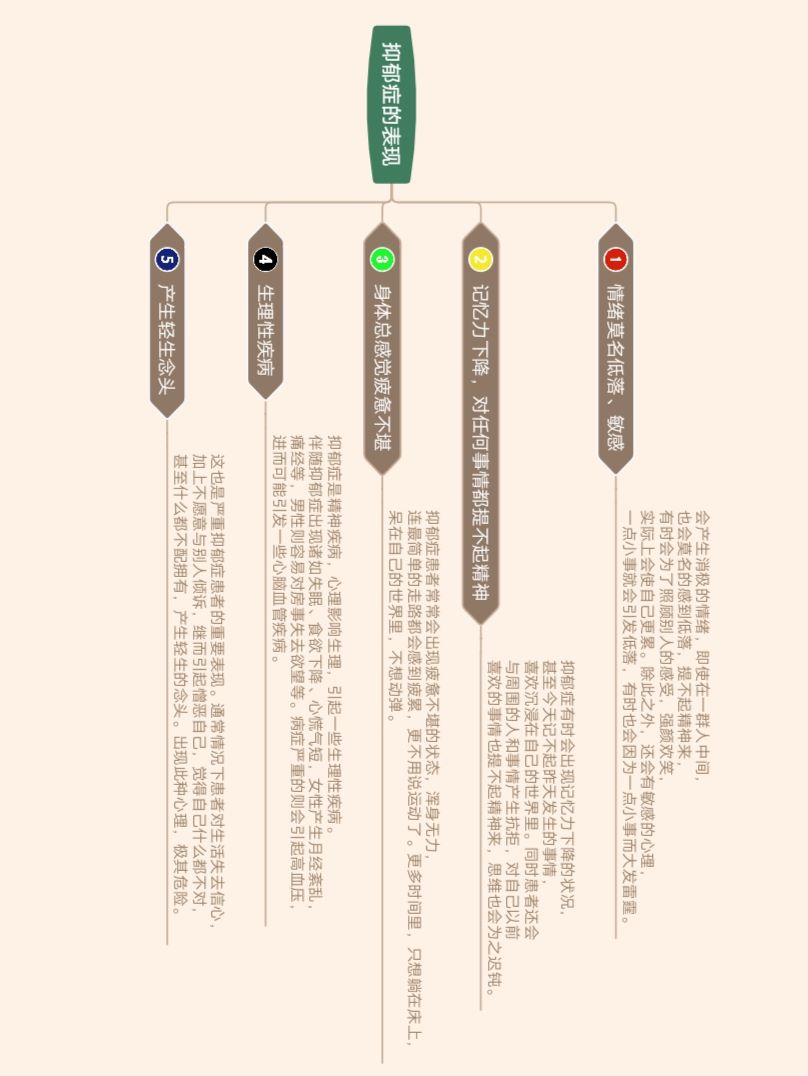 抑郁症的表现
1 情绪莫名低落、敏感
会产生消极的情绪，即使在一群人中间，
也会莫名的感到低落，提不起精神来，
有时会为了照顾别人的感受，强颜欢笑，
实际上会使自己更累。除此之外，还会有敏感的心理，
一点小事就会引发低落，有时也会因为一点小事而大发雷霆。
2 记忆力下降，对任何事情都提不起精神
抑郁症有时会出现记忆力下降的状况，
甚至今天记不起昨天发生的事情，
喜欢沉浸在自己的世界里。同时患者还会
与周围的人和事情产生抗拒，对自己以前
喜欢的事情也提不起精神来，思维也会为之迟钝。
3 身体总感觉疲惫不堪
抑郁症患者常常会出现疲惫不堪的状态，浑身无力，
连最简单的走路都会感到疲累，更不用说运动了。更多时间里，只想躺在床上，
呆在自己的世界里，不想动弹。
4 生理性疾病
抑郁症是精神疾病，心理影响生理，引起一些生理性疾病。
伴随抑郁症出现诸如失眠、食欲下降、心慌气短，女性产生月经紊乱，
痛经等，男性则容易对房事失去欲望等。病症严重的则会引起高血压，
进而可能引发一些心脑血管疾病。
5 产生轻生念头
这也是严重抑郁症患者的重要表现。通常情况下患者对生活失去信心，
加上不愿意与别人倾诉，继而引起憎恶自己，觉得自己什么都不对，
甚至什么都不配拥有，产生轻生的念头。出现此种心理，极其危险。